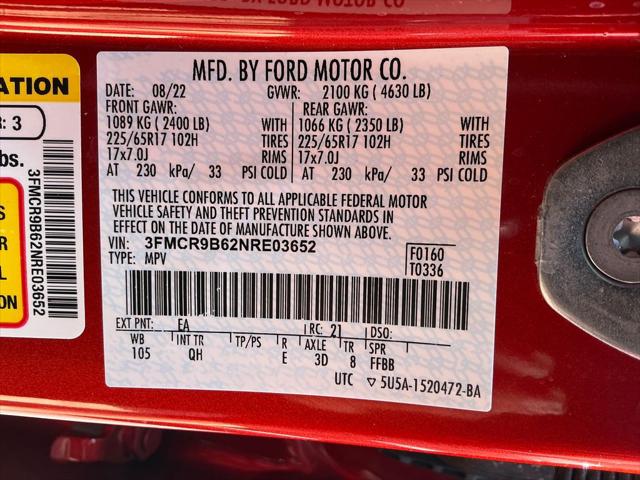 MFD. BY FORD MOTOR CO.
DATE: 08/22 GVWR: 2100 KG ( 4630 LB)
FRONT GAWR: REAR GAWR:
1089 KG ( 2400 LB) WITH 1066 KG ( 2350 LB) WITH
225/65R17 102H TIRES 225/65R17 102H TIRES
17x7.0J RIMS 17x7.0J RIMS
AT 230 kPa/ 33 PSI COLD AT 230 kPa/ 33 PSI COLD
THIS VEHICLE CONFORMS TO ALL APPLICABLE FEDERAL MOTOR
VEHICLE SAFETY AND THEFT PREVENTION STANDARDS IN
EFFECT ON THE DATE OF MANUFACTURE SHOWN ABOVE.
VIN: 3FMCR9B62NRE03652
TYPE: MPV
F0160
T0336
EXT PNT: EA RC: 21 DSO:
WB INT TR TP/PS R AXLE TR SPR
105 QH E 3D 8 FFBB
UTC ▽ 5U5A-1520472-BA
ATION
R: 3
bs.
3FMCR9B62NRE03652
S
R
ON